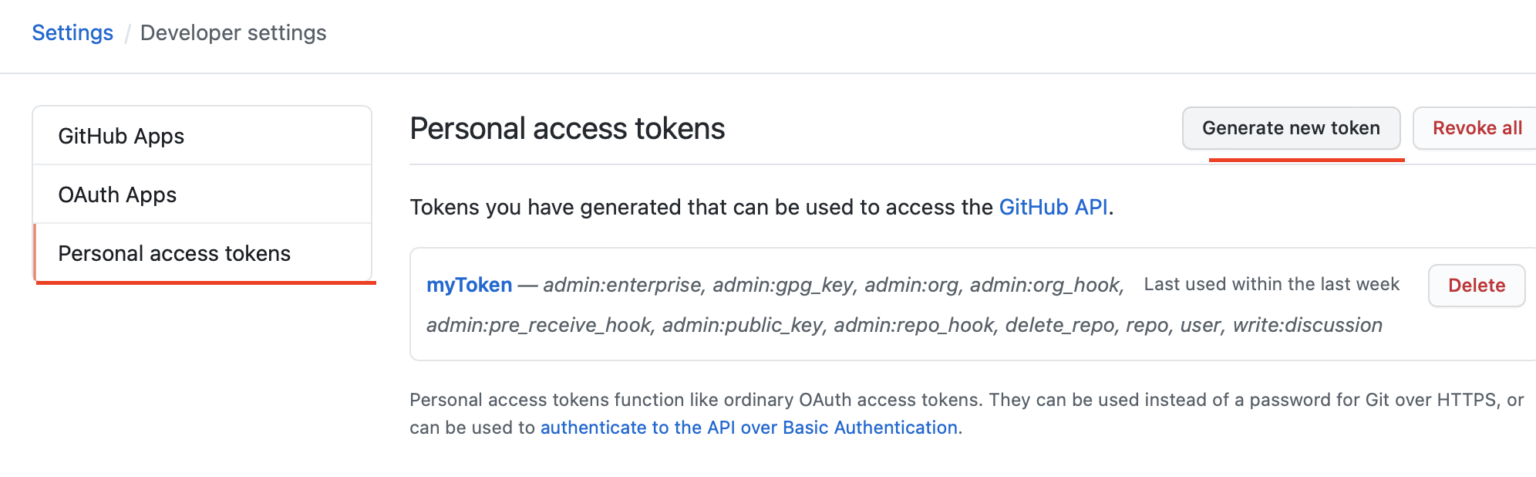 Settings / Developer settings
GitHub Apps
OAuth Apps
Personal access tokens
Personal access tokens
Generate new token
Revoke all
Tokens you have generated that can be used to access the GitHub API.
myToken — admin:enterprise, admin:gpg_key, admin:org, admin:org_hook,
Last used within the last week
Delete
admin:pre_receive_hook, admin:public_key, admin:repo_hook, delete_repo, repo, user, write:discussion
Personal access tokens function like ordinary OAuth access tokens. They can be used instead of a password for Git over HTTPS, or
can be used to authenticate to the API over Basic Authentication.